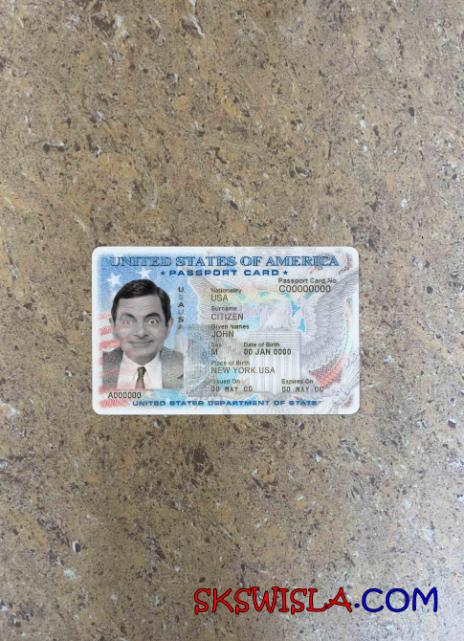 UNITED STATES OF AMERICA
★ PASSPORT CARD ★
USAUSA
Nationality
USA
Passport Card No.
C00000000
Surname
CITIZEN
Given Names
JOHN
Sex Date of Birth
M 00 JAN 0000
Place of Birth
NEW YORK.USA
Issued On Expires On
00 MAY 00 00 MAY 00
A000000
UNITED STATES DEPARTMENT OF STATE
SKSWISLA.COM